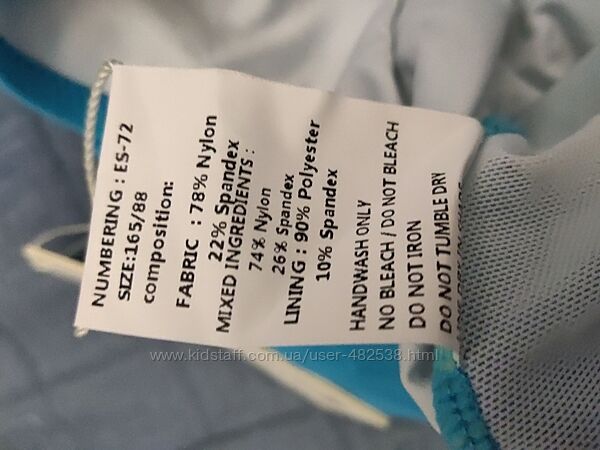 NUMBERING : ES-72
SIZE:165/88
composition:
FABRIC : 78% Nylon
22% Spandex
MIXED INGREDIENTS :
74% Nylon
26% Spandex
LINING : 90% Polyester
10% Spandex
HANDWASH ONLY
NO BLEACH / DO NOT BLEACH
DO NOT IRON
DO NOT TUMBLE DRY
www.kidstaff.com.ua/user-482538.html